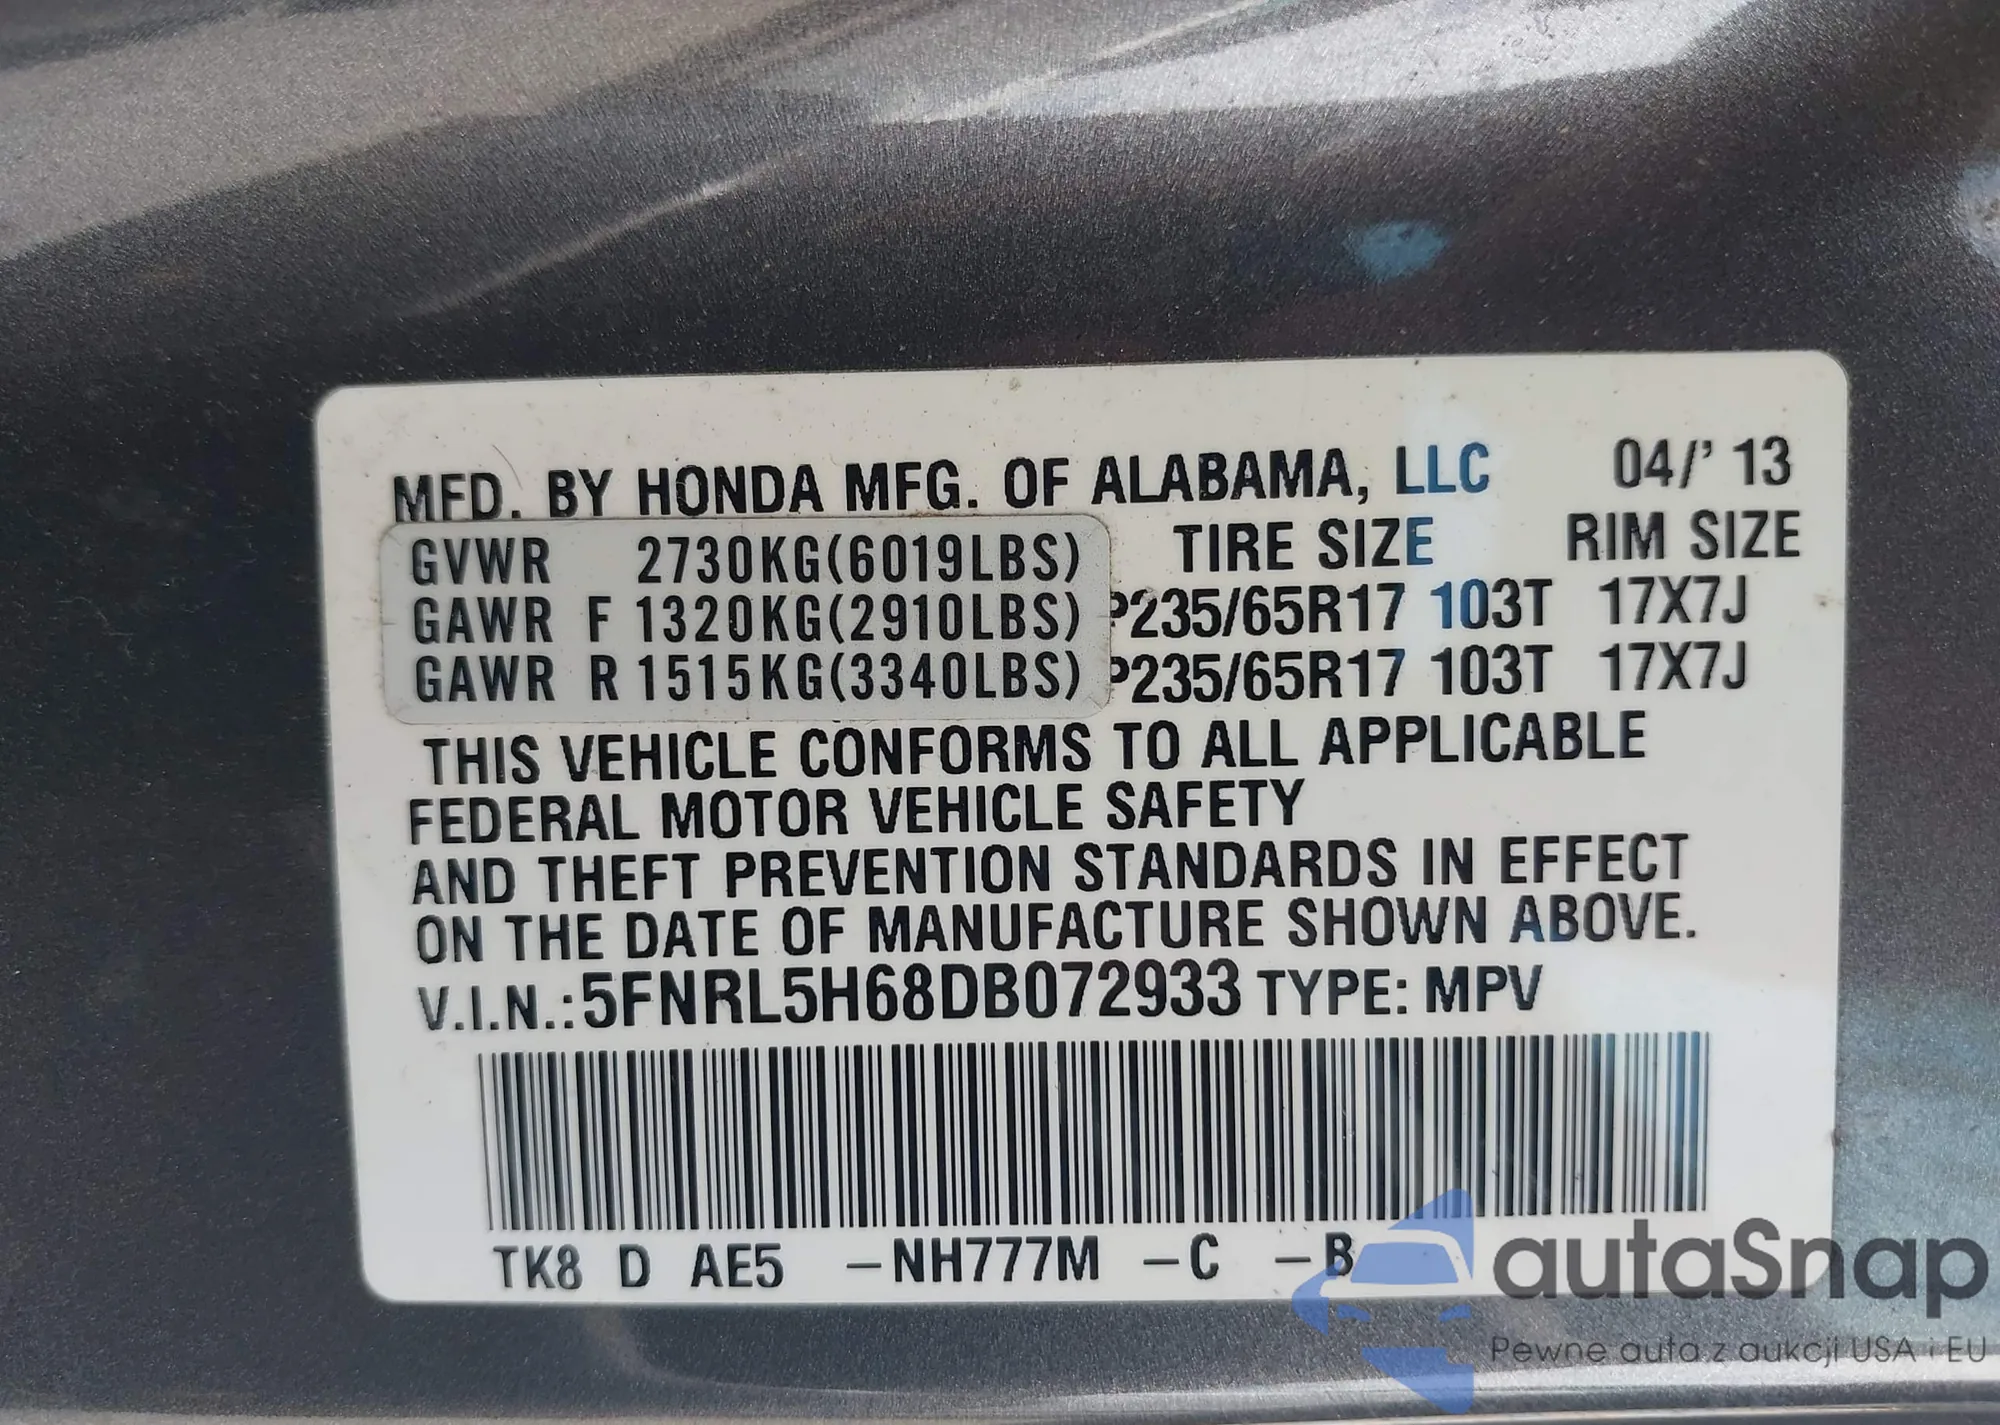 MFD. BY HONDA MFG. OF ALABAMA, LLC 04/'13
TIRE SIZE RIM SIZE
GVWR 2730KG(6019LBS)
GAWR F 1320KG(2910LBS) P235/65R17 103T 17X7J
GAWR R 1515KG(3340LBS) P235/65R17 103T 17X7J
THIS VEHICLE CONFORMS TO ALL APPLICABLE
FEDERAL MOTOR VEHICLE SAFETY
AND THEFT PREVENTION STANDARDS IN EFFECT
ON THE DATE OF MANUFACTURE SHOWN ABOVE.
V.I.N.:5FNRL5H68DB072933 TYPE: MPV
TK8 D AE5 –NH777M –C –B
autaSnap
Pewne auta z aukcji USA i EU